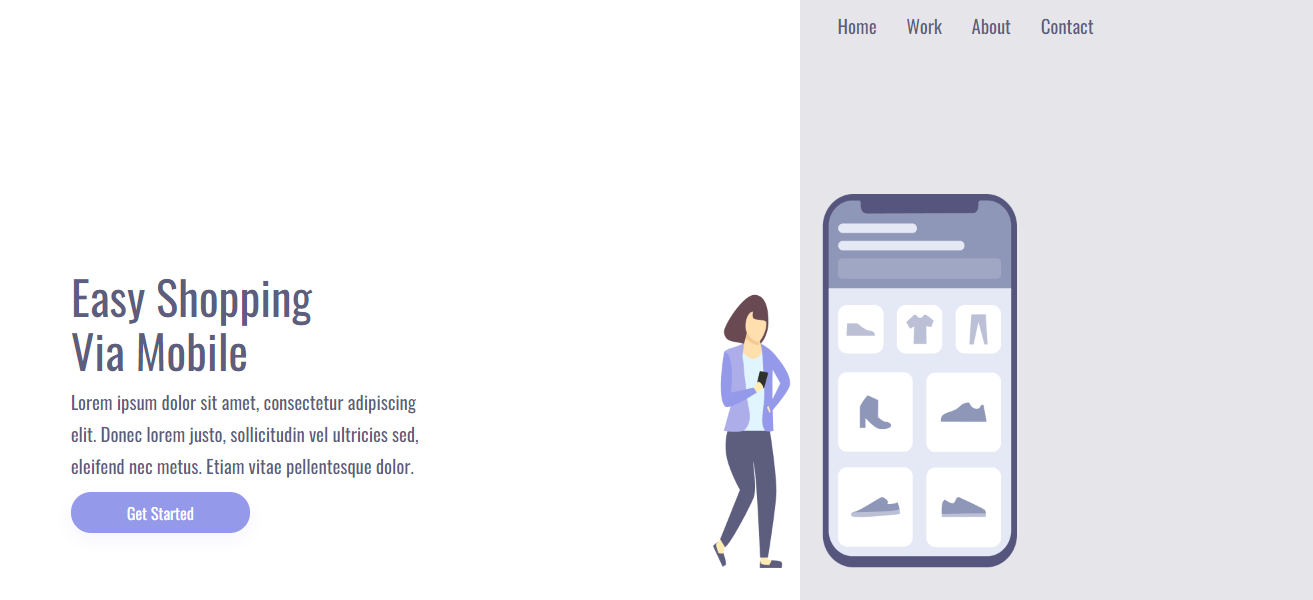 Home Work About Contact
Easy Shopping
Via Mobile
Lorem ipsum dolor sit amet, consectetur adipiscing
elit. Donec lorem justo, sollicitudin vel ultricies sed,
eleifend nec metus. Etiam vitae pellentesque dolor.
Get Started